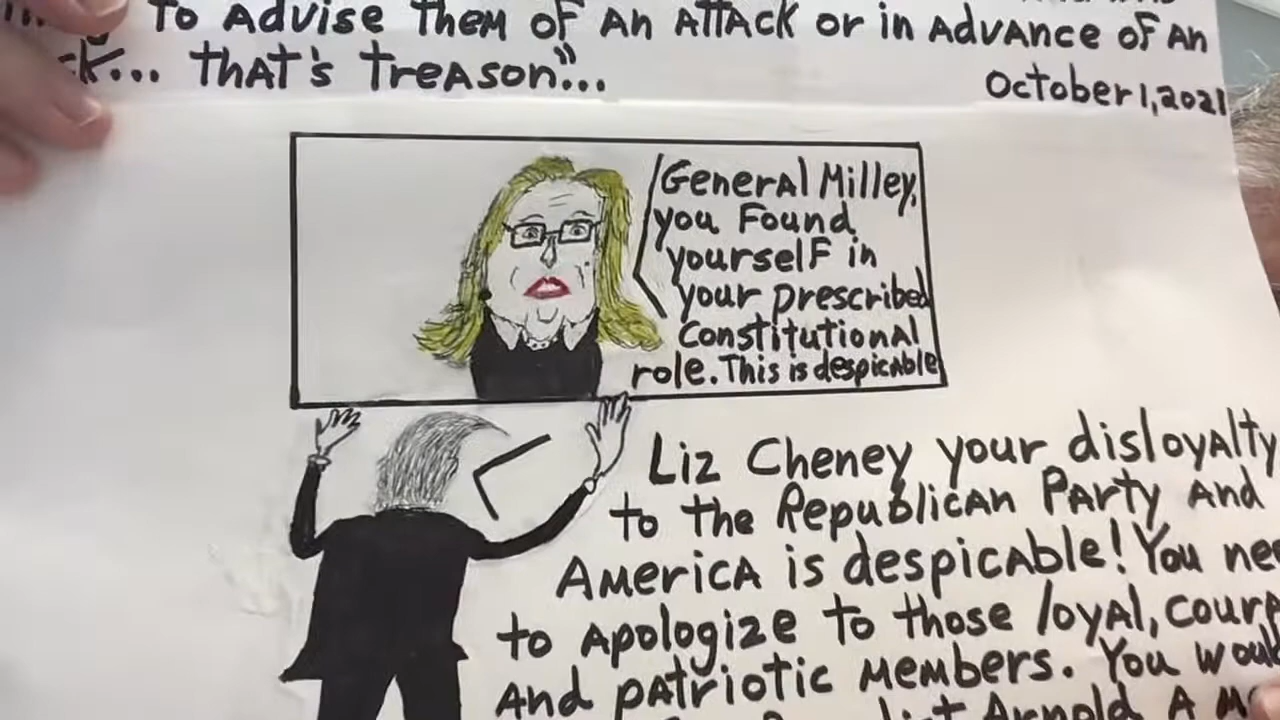 To Advise Them of An Attack or in Advance of An
... that's treason"...
October 1, 2021
General Milley,
you Found
yourself in
your prescribed
Constitutional
role. This is despicable
Liz Cheney your disloyalty
to the Republican Party and
America is despicable! You
to apologize to those loyal,
And patriotic members. You
Arnold A